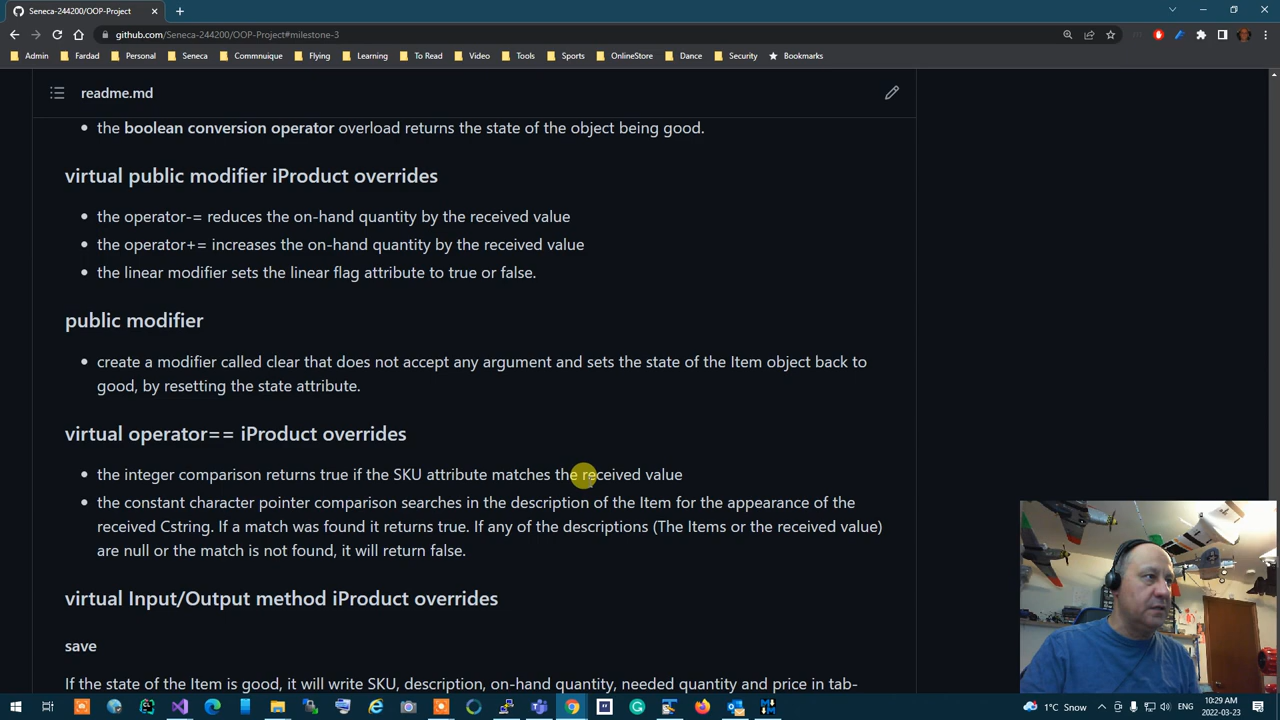 Seneca-244200/OOP-Project
github.com/Seneca-244200/OOP-Project#milestone-3
Admin Fardad Personal Seneca Commnuique Flying Learning To Read Video Tools Sports OnlineStore Dance Security Bookmarks
readme.md
the boolean conversion operator overload returns the state of the object being good.
virtual public modifier iProduct overrides
the operator-= reduces the on-hand quantity by the received value
the operator+= increases the on-hand quantity by the received value
the linear modifier sets the linear flag attribute to true or false.
public modifier
create a modifier called clear that does not accept any argument and sets the state of the Item object back to
good, by resetting the state attribute.
virtual operator== iProduct overrides
the integer comparison returns true if the SKU attribute matches the received value
the constant character pointer comparison searches in the description of the Item for the appearance of the
received Cstring. If a match was found it returns true. If any of the descriptions (The Items or the received value)
are null or the match is not found, it will return false.
virtual Input/Output method iProduct overrides
save
If the state of the Item is good, it will write SKU, description, on-hand quantity, needed quantity and price in tab-
1°C Snow
ENG
10:29 AM
2022-03-23